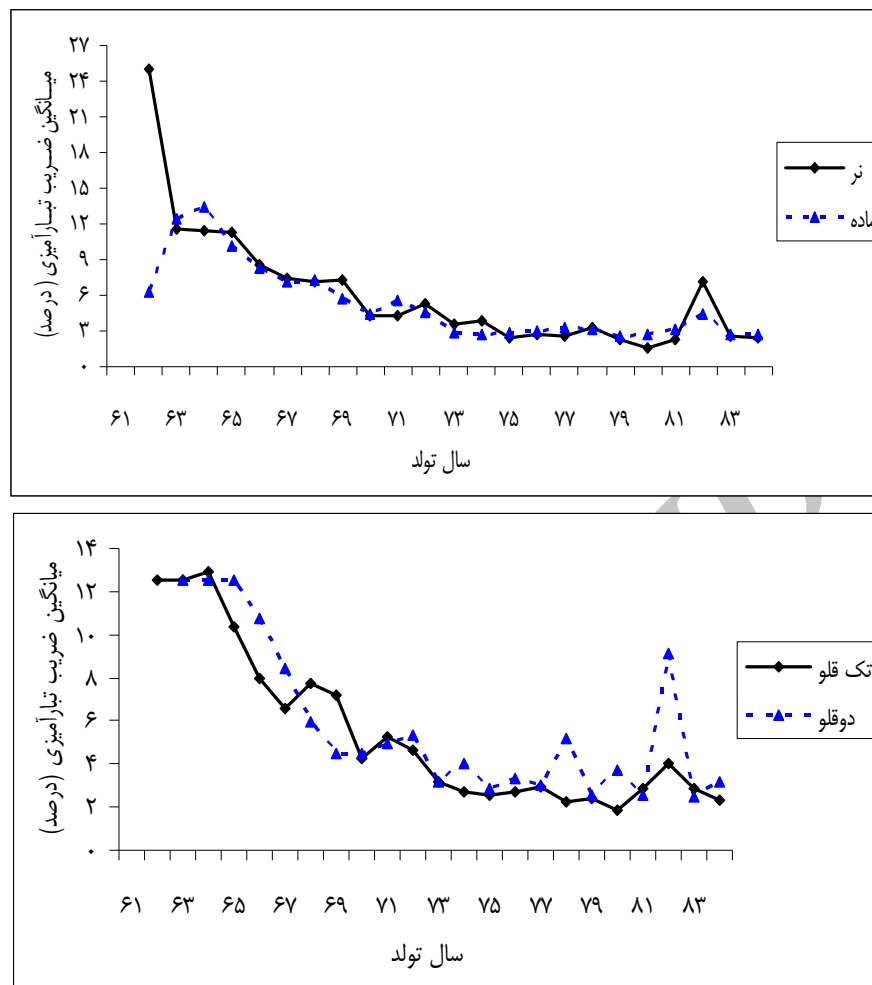 میانگین ضریب تبارآمیزی (درصد)
۲۷
۲۴
۲۱
۱۸
۱۵
۱۲
۹
۶
۳
۰
۶۱ ۶۳ ۶۵ ۶۷ ۶۹ ۷۱ ۷۳ ۷۵ ۷۷ ۷۹ ۸۱ ۸۳
سال تولد
نر
ماده
میانگین ضریب تبارآمیزی (درصد)
۱۴
۱۲
۱۰
۸
۶
۴
۲
۰
۶۱ ۶۳ ۶۵ ۶۷ ۶۹ ۷۱ ۷۳ ۷۵ ۷۷ ۷۹ ۸۱ ۸۳
سال تولد
تک قلو
دوقلو